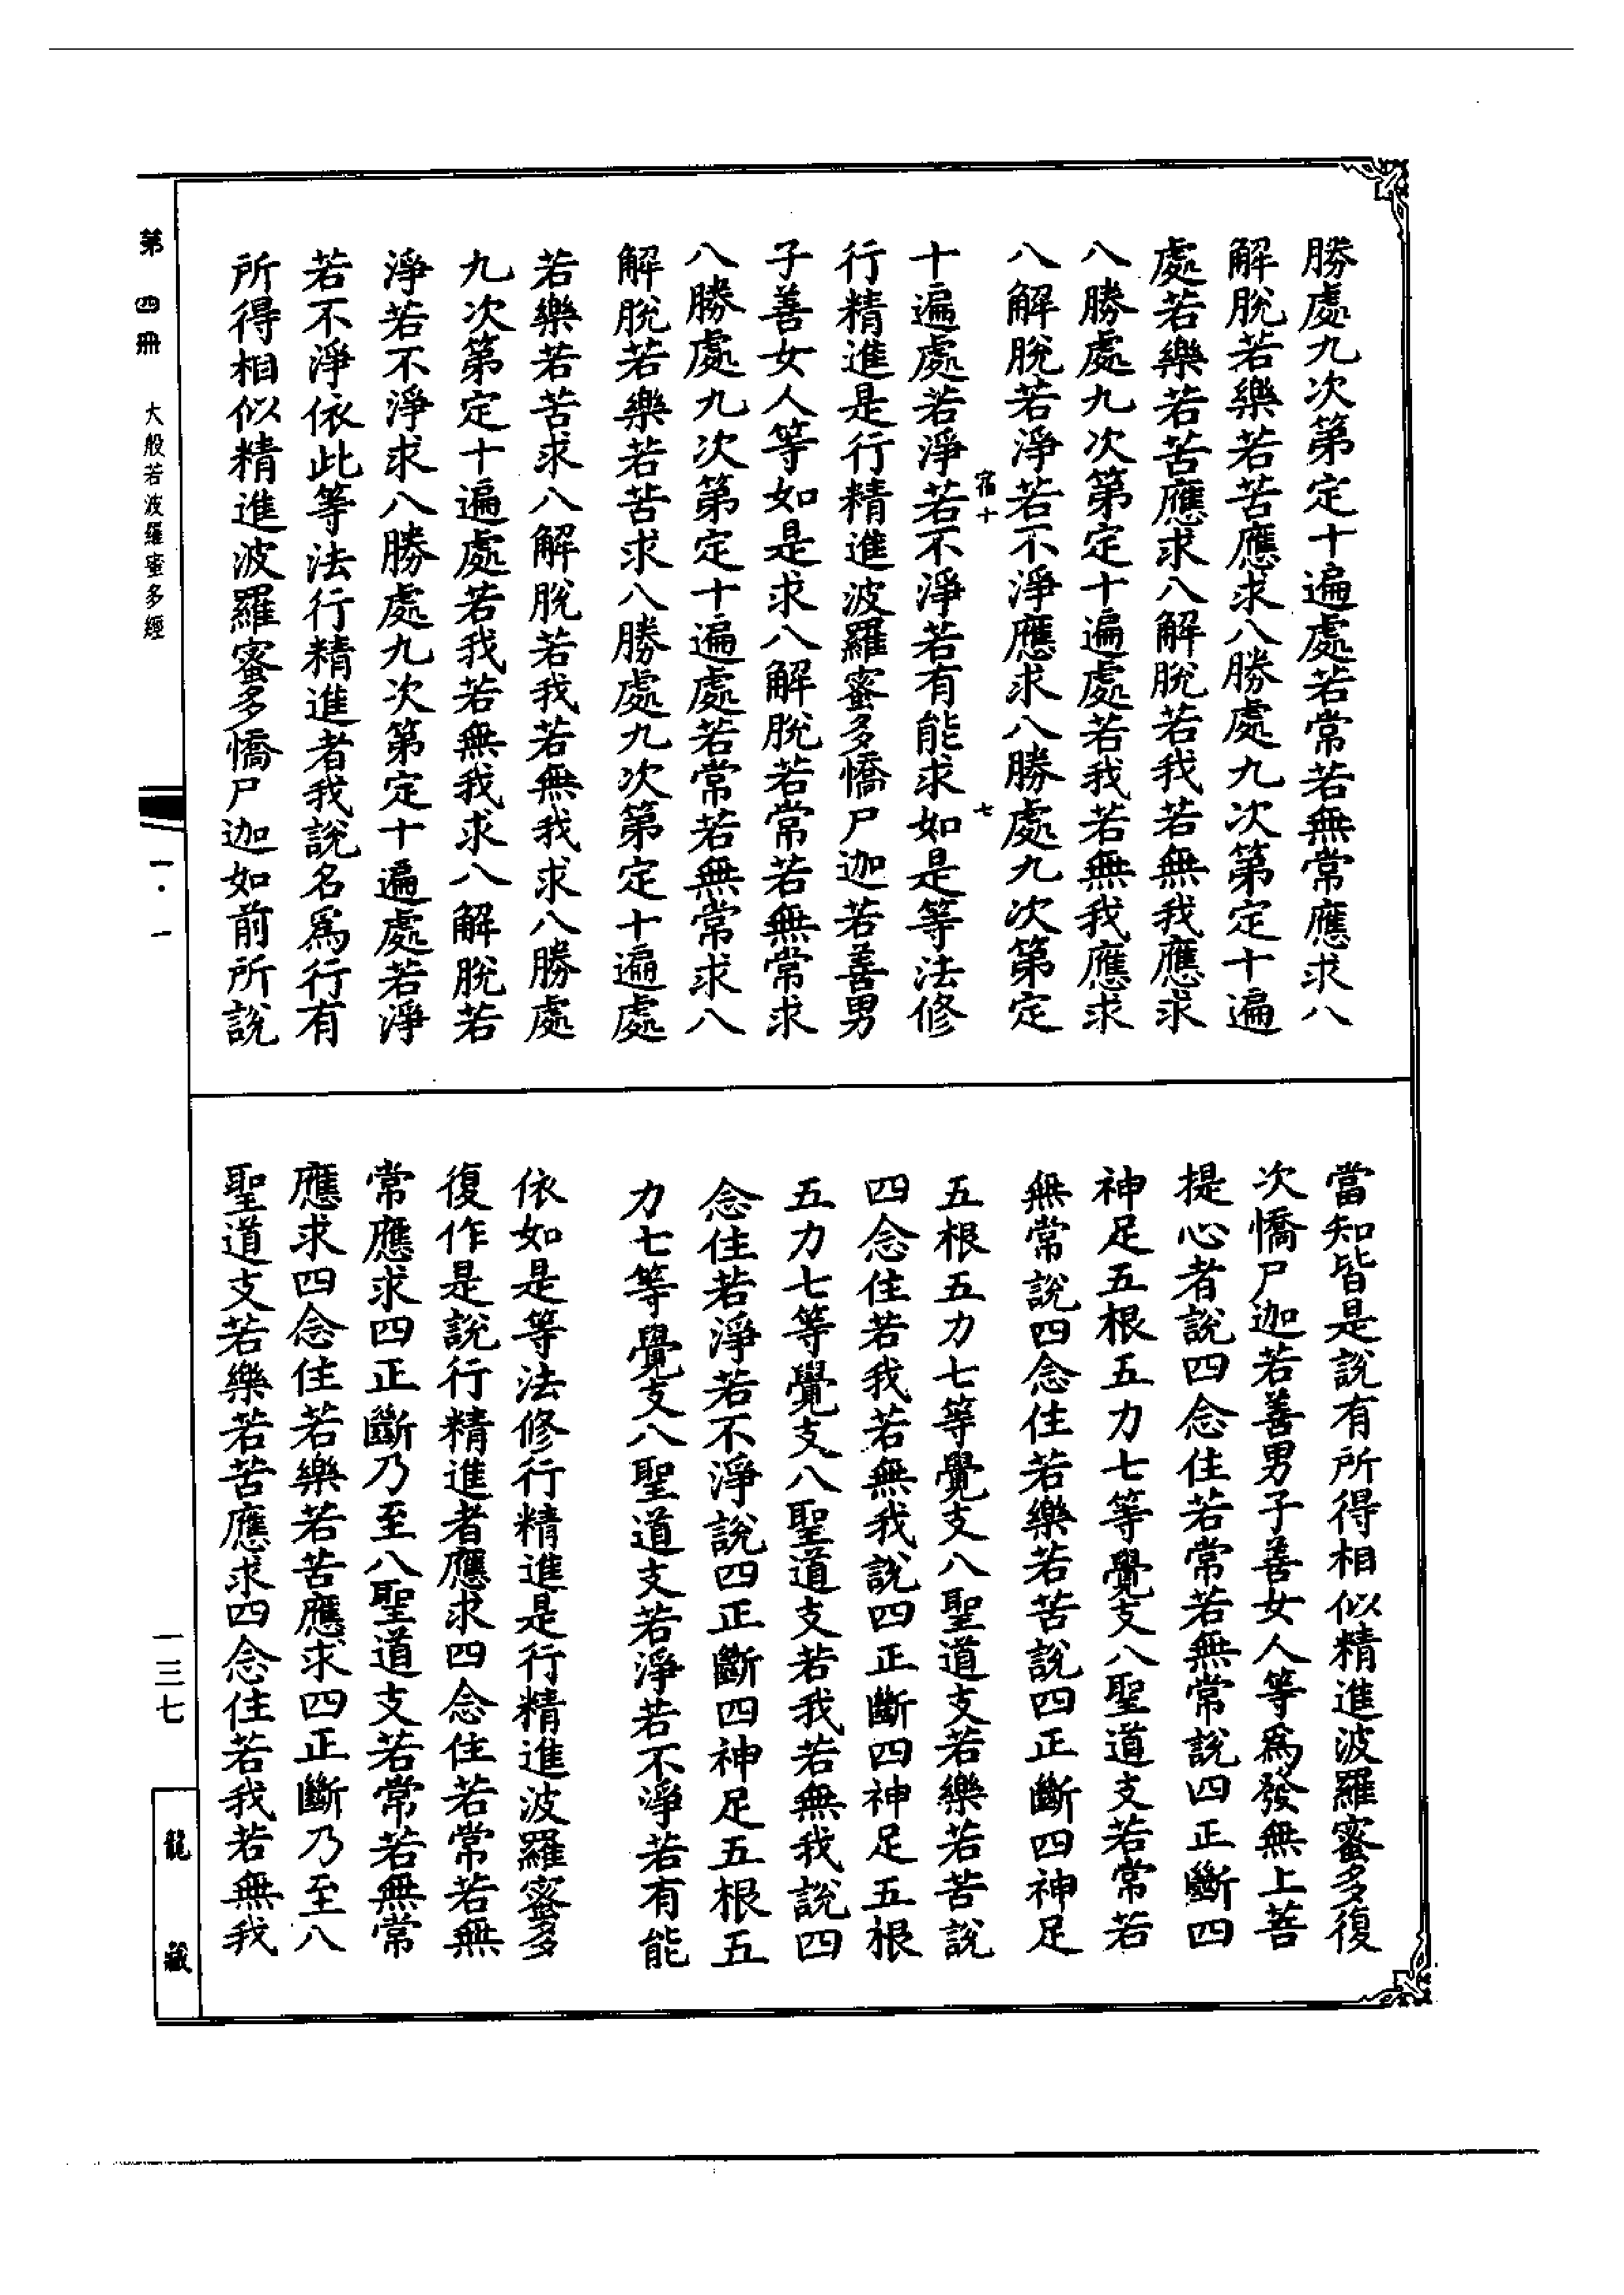 勝處九次第定十遍處若常若無常應求八
解脫若樂若苦應求八勝處九次第定十遍
處若樂若苦應求八解脫若我若無我應求
八勝處九次第定十遍處若我若無我應求
八解脫若淨若不淨應求八勝處九次第定
宿十　七
十遍處若淨若不淨若有能求如是等法修
行精進是行精進波羅蜜多憍尸迦若善男
子善女人等如是求八解脫若常若無常求
八勝處九次第定十遍處若常若無常求八
解脫若樂若苦求八勝處九次第定十遍處
若樂若苦求八解脫若我若無我求八勝處
九次第定十遍處若我若無我求八解脫若
淨若不淨求八勝處九次第定十遍處若淨
若不淨依此等法行精進者我說名為行有
所得相似精進波羅蜜多憍尸迦如前所說
當知皆是說有所得相似精進波羅蜜多復
次憍尸迦若善男子善女人等為發無上菩
提心者說四念住若常若無常說四正斷四
神足五根五力七等覺支八聖道支若常若
無常說四念住若樂若苦說四正斷四神足
五根五力七等覺支八聖道支若樂若苦說
四念住若我若無我說四正斷四神足五根
五力七等覺支八聖道支若我若無我說四
念住若淨若不淨說四正斷四神足五根五
力七等覺支八聖道支若淨若不淨若有能
依如是等法修行精進是行精進波羅蜜多
復作是說行精進者應求四念住若常若無
常應求四正斷乃至八聖道支若常若無常
應求四念住若樂若苦應求四正斷乃至八
聖道支若樂若苦應求四念住若我若無我
第四冊　大般若波羅蜜多經
一·一
一三七
龍藏